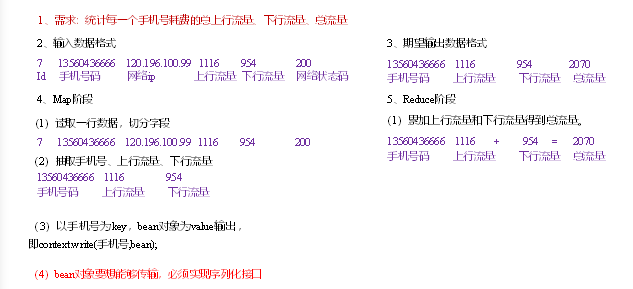 1、需求：统计每一个手机号耗费的总上行流量、下行流量、总流量
2、输入数据格式
7 13560436666 120.196.100.99 1116 954 200
Id 手机号码 网络ip 上行流量 下行流量 网络状态码
3、期望输出数据格式
13560436666 1116 954 2070
手机号码 上行流量 下行流量 总流量
4、Map阶段
（1）读取一行数据，切分字段
7 13560436666 120.196.100.99 1116 954 200
（2）抽取手机号、上行流量、下行流量
13560436666 1116 954
手机号码 上行流量 下行流量
（3）以手机号为key，bean对象为value输出，
即context.write(手机号,bean);
（4）bean对象要想能够传输，必须实现序列化接口
5、Reduce阶段
（1）累加上行流量和下行流量得到总流量。
13560436666 1116 + 954 = 2070
手机号码 上行流量 下行流量 总流量